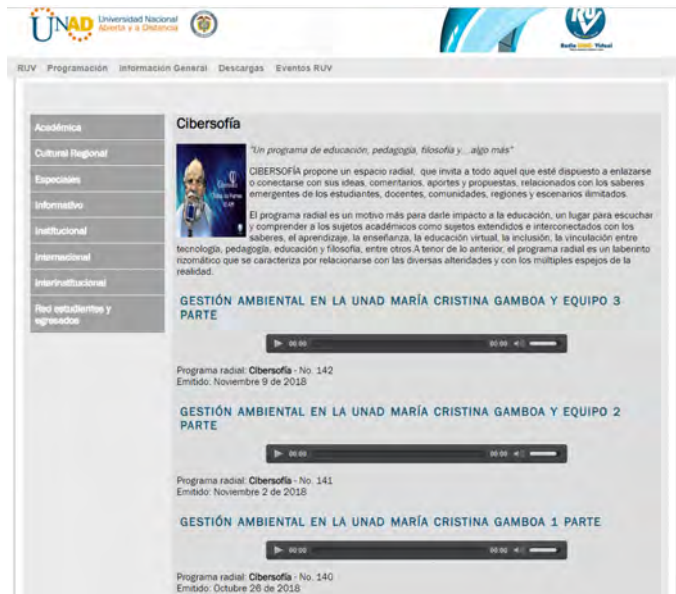 UNAD Universidad Nacional
Abierta y a Distancia
RUV
Radio UNAD Virtual
RUV Programación Información General Descargas Eventos RUV
Académica
Cultural Regional
Especiales
Informativo
Institucional
Internacional
Interinstitucional
Red estudiantes y
egresados
Cibersofía
"Un programa de educación, pedagogía, filosofía y... algo más"
CIBERSOFÍA propone un espacio radial, que invita a todo aquel que esté dispuesto a enlazarse
o conectarse con sus ideas, comentarios, aportes y propuestas, relacionados con los saberes
emergentes de los estudiantes, docentes, comunidades, regiones y escenarios ilimitados.
El programa radial es un motivo más para darle impacto a la educación, un lugar para escuchar
y comprender a los sujetos académicos como sujetos extendidos e interconectados con los
saberes, el aprendizaje, la enseñanza, la educación virtual, la inclusión, la vinculación entre
tecnología, pedagogía, educación y filosofía, entre otros.A tenor de lo anterior, el programa radial es un laberinto
rizomático que se caracteriza por relacionarse con las diversas alteridades y con los múltiples espejos de la
realidad.
GESTIÓN AMBIENTAL EN LA UNAD MARÍA CRISTINA GAMBOA Y EQUIPO 3
PARTE
00:00 00:00
Programa radial: Cibersofía - No. 142
Emitido: Noviembre 9 de 2018
GESTIÓN AMBIENTAL EN LA UNAD MARÍA CRISTINA GAMBOA Y EQUIPO 2
PARTE
00:00 00:00
Programa radial: Cibersofía - No. 141
Emitido: Noviembre 2 de 2018
GESTIÓN AMBIENTAL EN LA UNAD MARÍA CRISTINA GAMBOA 1 PARTE
00:00 00:00
Programa radial: Cibersofía - No. 140
Emitido: Octubre 26 de 2018